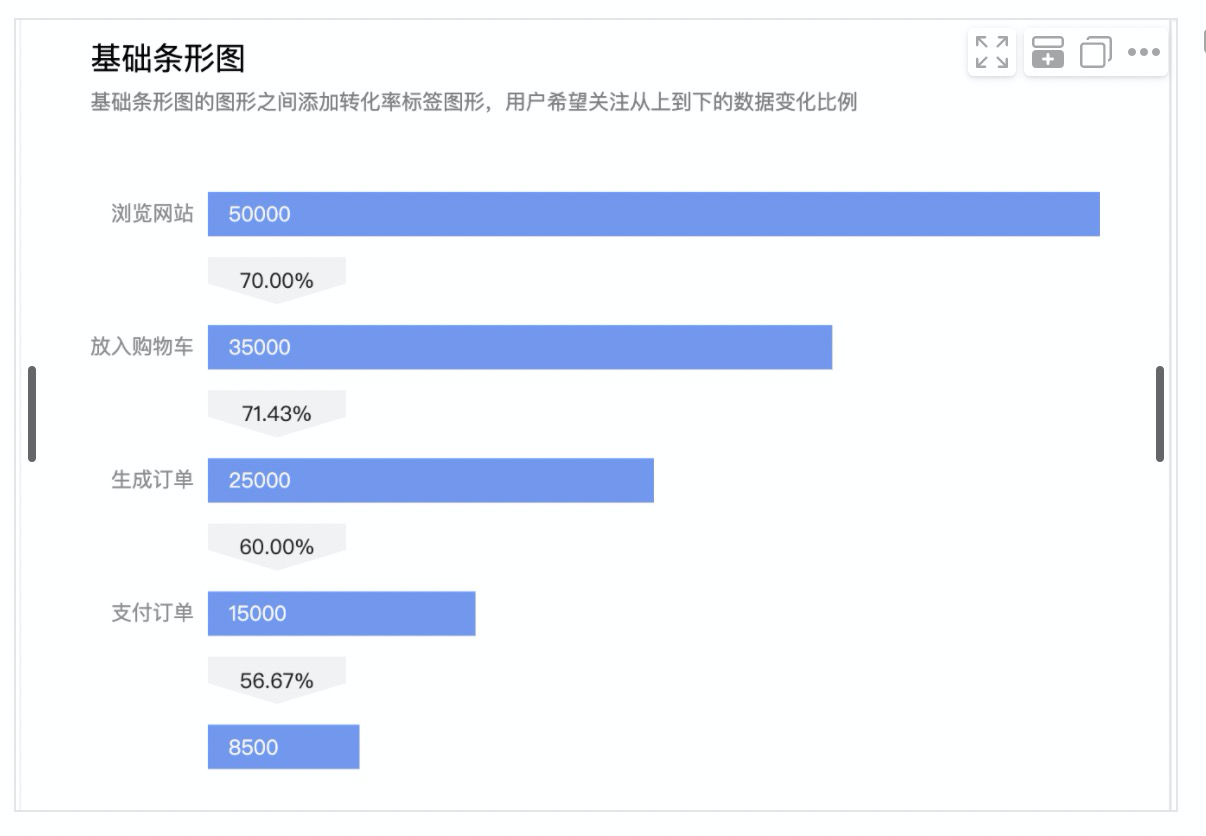 基础条形图
基础条形图的图形之间添加转化率标签图形，用户希望关注从上到下的数据变化比例
浏览网站 50000
70.00%
放入购物车 35000
71.43%
生成订单 25000
60.00%
支付订单 15000
56.67%
8500